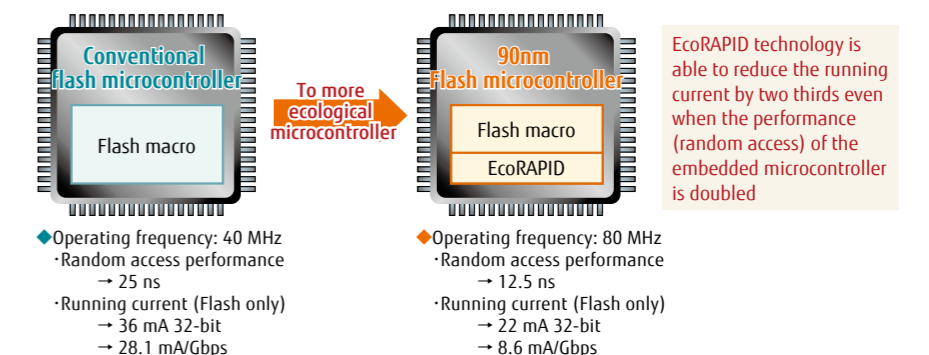 Conventional
flash microcontroller
Flash macro
To more
ecological
microcontroller
90nm
Flash microcontroller
Flash macro
EcoRAPID
EcoRAPID technology is
able to reduce the running
current by two thirds even
when the performance
(random access) of the
embedded microcontroller
is doubled
◆Operating frequency: 40 MHz
·Random access performance
→ 25 ns
·Running current (Flash only)
→ 36 mA 32-bit
→ 28.1 mA/Gbps
◆Operating frequency: 80 MHz
·Random access performance
→ 12.5 ns
·Running current (Flash only)
→ 22 mA 32-bit
→ 8.6 mA/Gbps